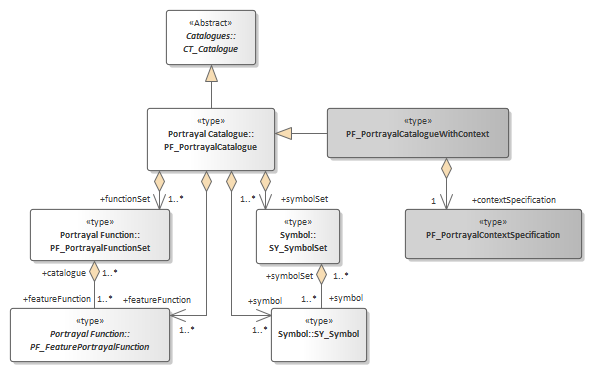 «Abstract»
Catalogues::
CT_Catalogue
«type»
Portrayal Catalogue::
PF_PortrayalCatalogue
«type»
PF_PortrayalCatalogueWithContext
+functionSet
1..*
+symbolSet
1
+contextSpecification
«type»
Portrayal Function::
PF_PortrayalFunctionSet
«type»
Symbol::
SY_SymbolSet
«type»
PF_PortrayalContextSpecification
+catalogue
1..*
+symbolSet
1..*
+featureFunction
1..*
+featureFunction
1..*
+symbol
1..*
1..*
+symbol
«type»
Portrayal Function::
PF_FeaturePortrayalFunction
«type»
Symbol::SY_Symbol